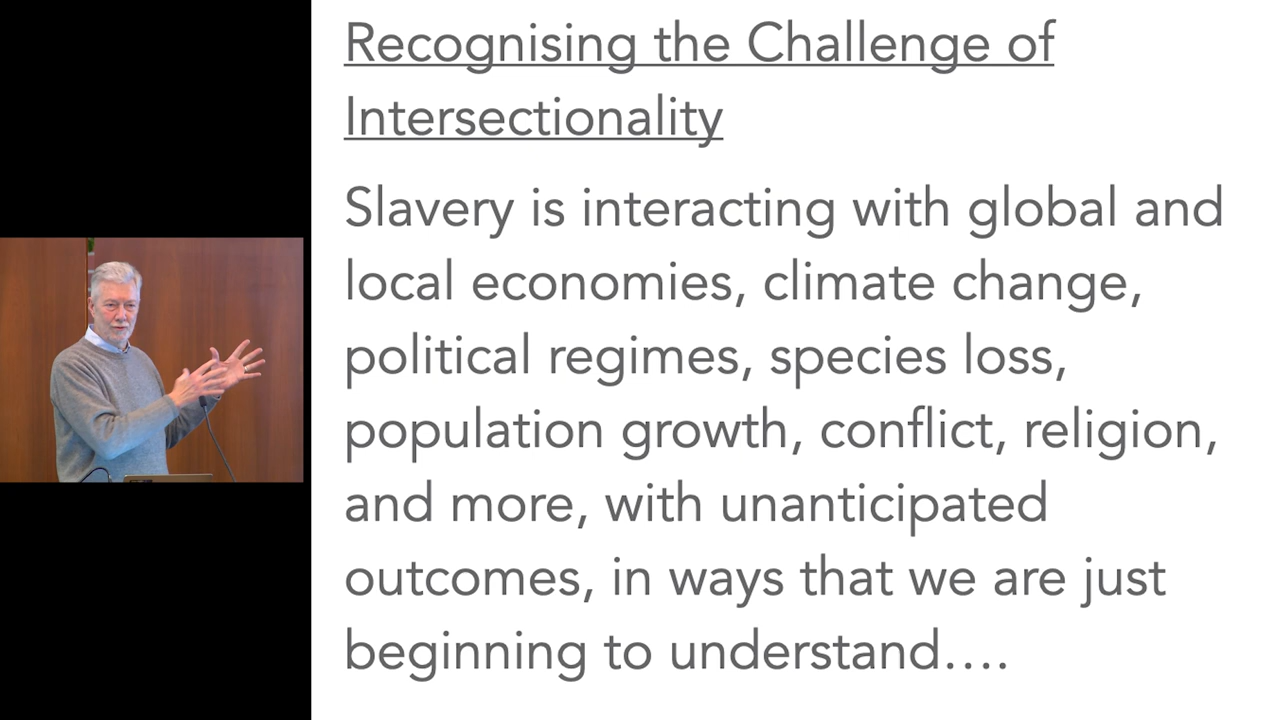 Recognising the Challenge of
Intersectionality
Slavery is interacting with global and
local economies, climate change,
political regimes, species loss,
population growth, conflict, religion,
and more, with unanticipated
outcomes, in ways that we are just
beginning to understand....